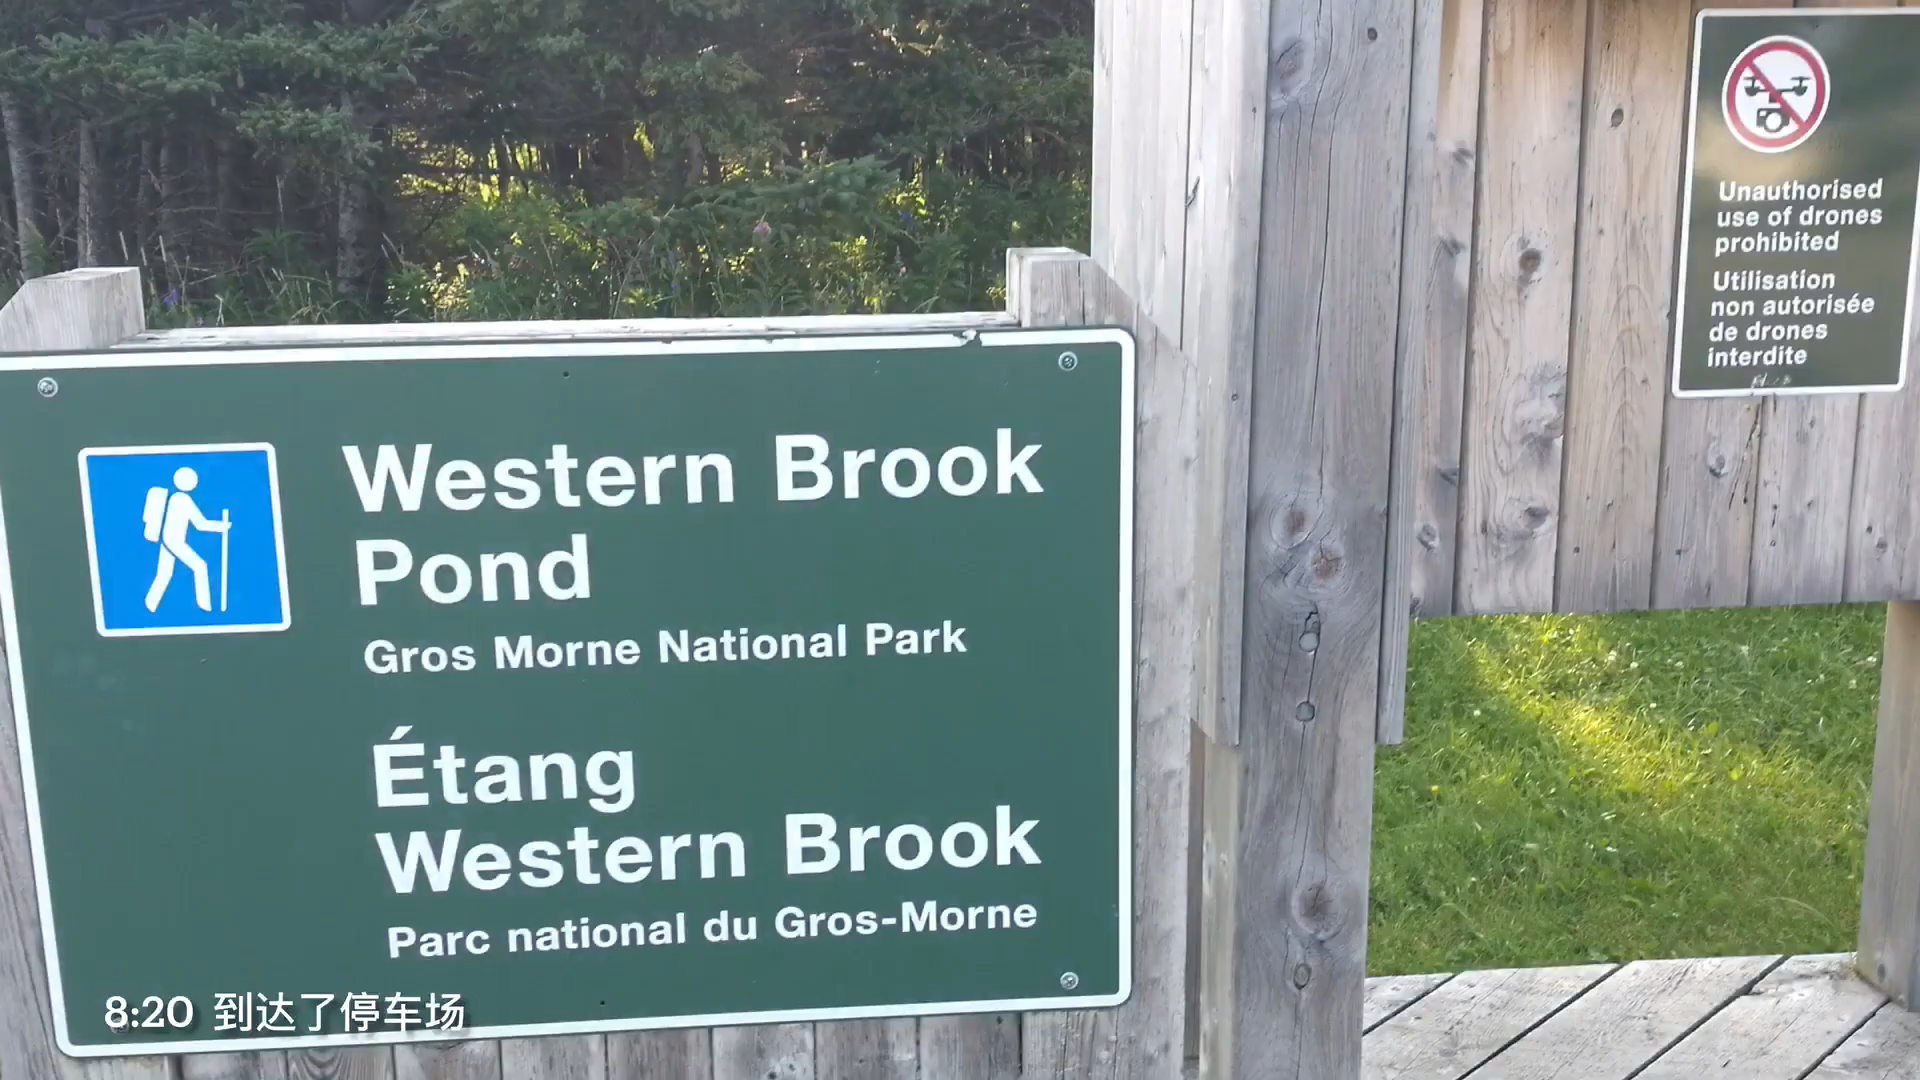 Western Brook
Pond
Gros Morne National Park
Étang
Western Brook
Parc national du Gros-Morne
Unauthorised
use of drones
prohibited
Utilisation
non autorisée
de drones
interdite
8:20 到达了停车场